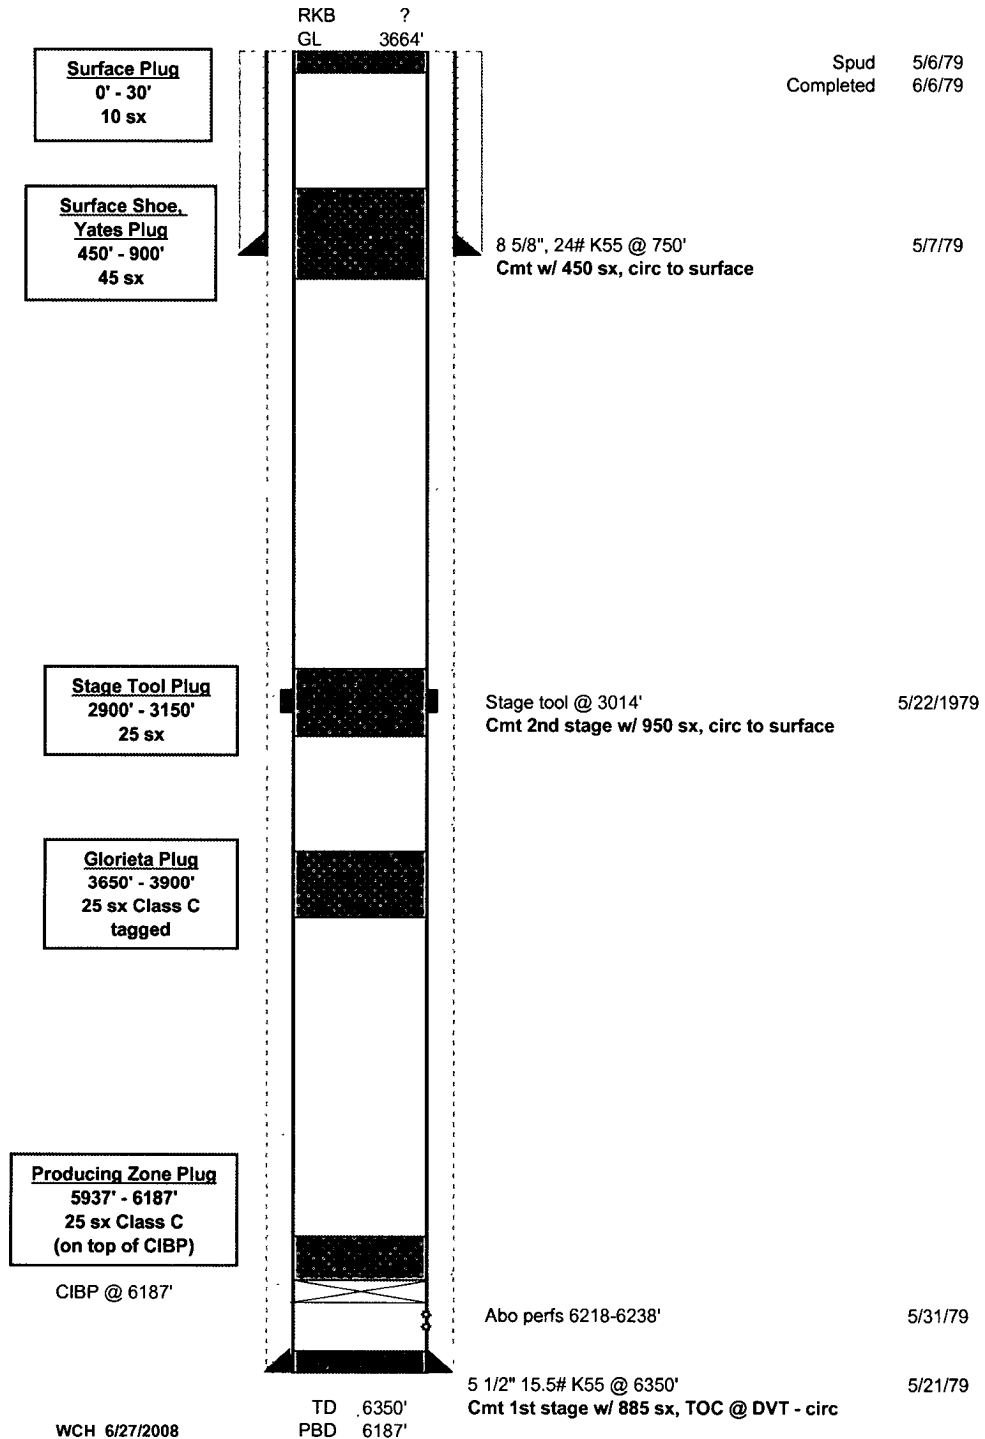 RKB ?
GL 3664'
Spud 5/6/79
Completed 6/6/79
Surface Plug
0' - 30'
10 sx
Surface Shoe,
Yates Plug
450' - 900'
45 sx
8 5/8", 24# K55 @ 750' 5/7/79
Cmt w/ 450 sx, circ to surface
Stage Tool Plug
2900' - 3150'
25 sx
Stage tool @ 3014' 5/22/1979
Cmt 2nd stage w/ 950 sx, circ to surface
Glorieta Plug
3650' - 3900'
25 sx Class C
tagged
Producing Zone Plug
5937' - 6187'
25 sx Class C
(on top of CIBP)
CIBP @ 6187'
Abo perfs 6218-6238' 5/31/79
5 1/2" 15.5# K55 @ 6350' 5/21/79
Cmt 1st stage w/ 885 sx, TOC @ DVT - circ
TD 6350'
PBD 6187'
WCH 6/27/2008